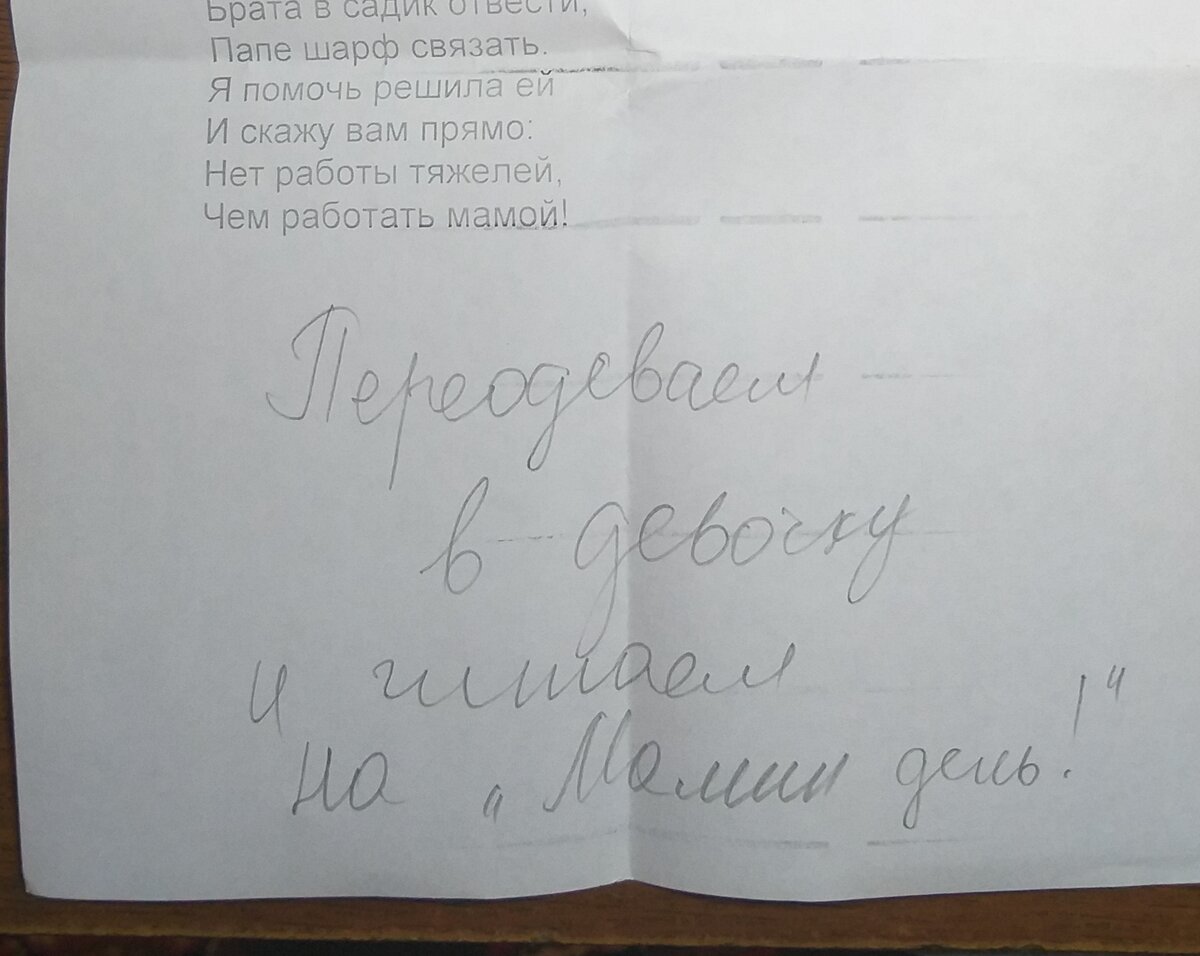 Брата в садик отвести,
Папе шарф связать.
Я помочь решила ей
И скажу вам прямо:
Нет работы тяжелей,
Чем работать мамой!
Переодеваем
в девочку
и читаем
на „Мамин день!“